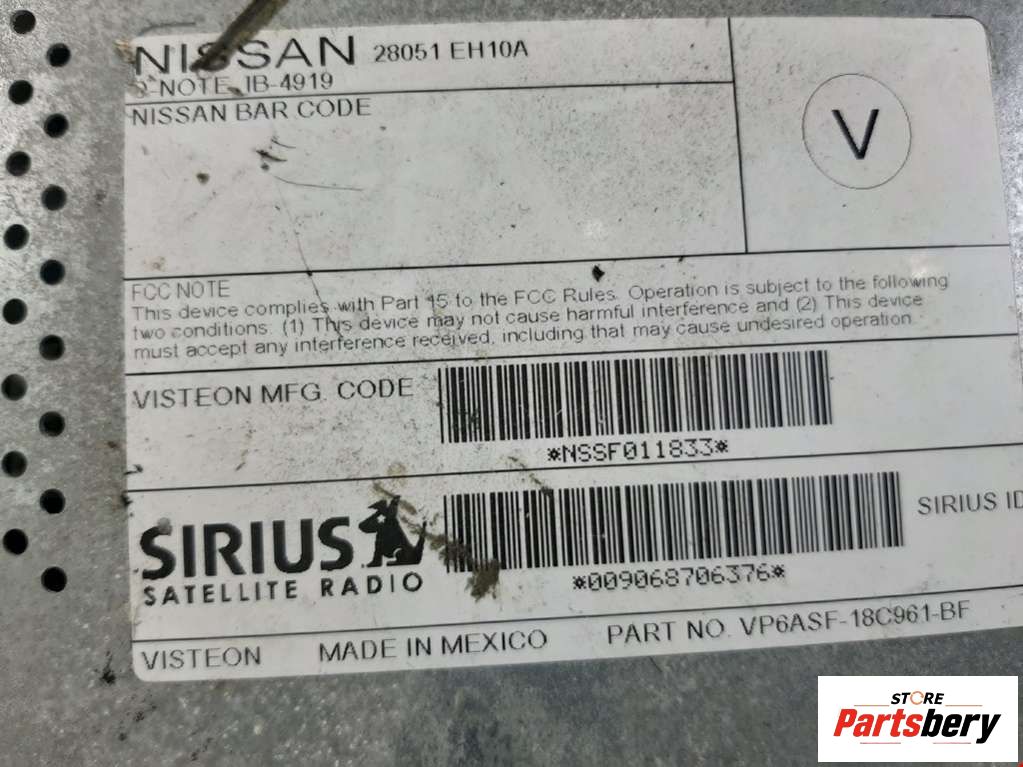 NISSAN 28051 EH10A
D-NOTE IB-4919
NISSAN BAR CODE
V
FCC NOTE
This device complies with Part 15 to the FCC Rules. Operation is subject to the following
two conditions: (1) This device may not cause harmful interference and (2) This device
must accept any interference received, including that may cause undesired operation.
VISTEON MFG. CODE
*NSSF011833*
SIRIUS
SATELLITE RADIO
*009068706376*
SIRIUS ID
VISTEON MADE IN MEXICO PART NO. VP6ASF-18C961-BF
STORE
Partsbery